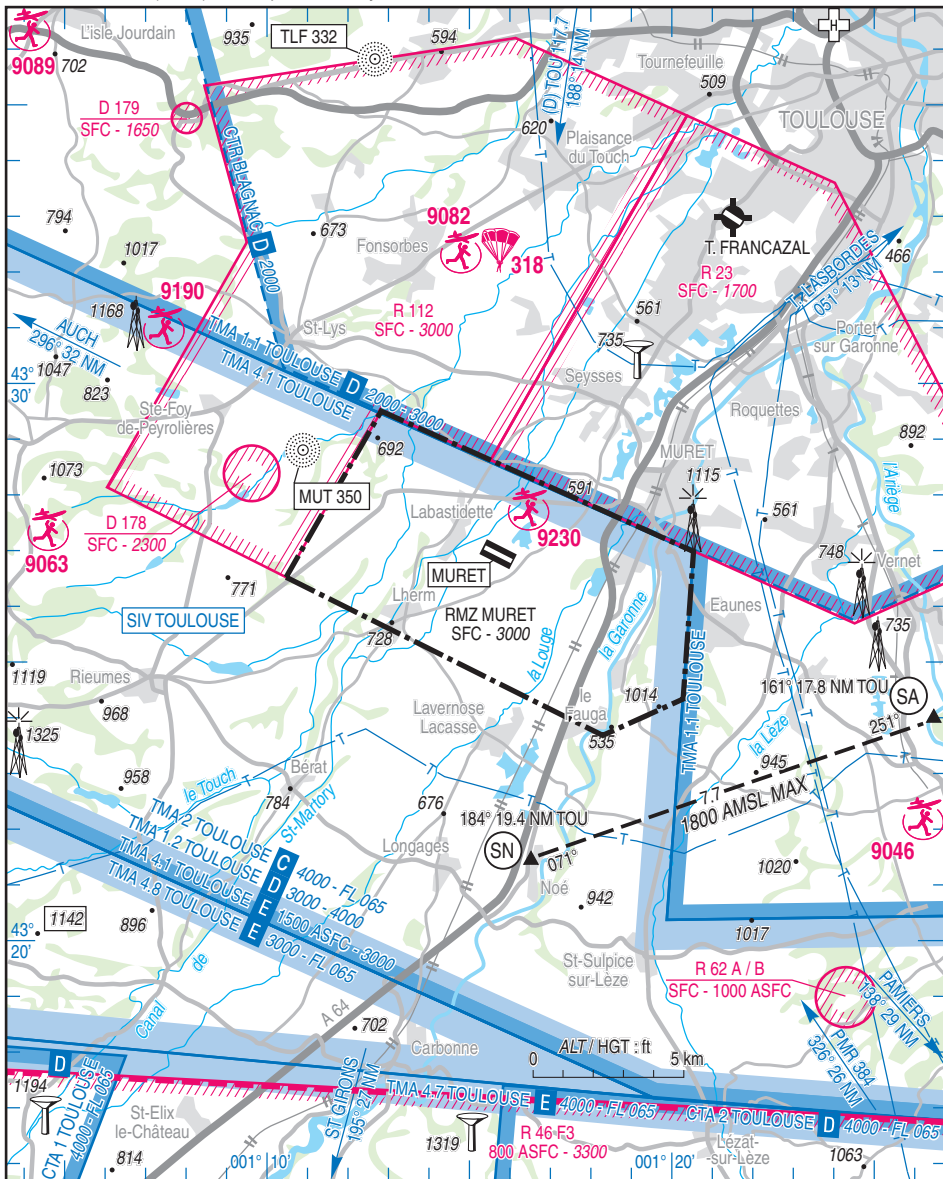 L'Isle Jourdain
935
TLF 332
594
9089
702
Tournefeuille
H
509
(D) TOU 117.7
188° 14 NM
D 179
SFC - 1650
620
TOULOUSE
Plaisance
du Touch
CTR BLAGNAC D 2000
794
673
9082
318
Fonsorbes
T. FRANCAZAL
466
1017
T. LASBORDES
051° 13 NM
R 23
SFC - 1700
9190
1168
R 112
SFC - 3000
561
St-Lys
735
Portet
sur Garonne
AUCH
296° 32 NM
TMA 1.1 TOULOUSE D 2000 - 3000
TMA 4.1 TOULOUSE
1047
823
43°
30'
Seysses
Ste-Foy
de-Peyrolières
Roquettes
892
692
MURET
1115
l'Ariège
1073
MUT 350
591
Labastidette
561
9063
D 178
SFC - 2300
9230
748
Vernet
MURET
771
Lherm
Eaunes
SIV TOULOUSE
RMZ MURET
SFC - 3000
la Louge
la Garonne
735
728
TMA 1.1 TOULOUSE
1119
Rieumes
161° 17.8 NM TOU
SA
968
Lavernose
Lacasse
le
Fauga
1014
251°
1325
535
la Lèze
945
le Touch
Bérat
958
784
St-Martory
676
184° 19.4 NM TOU
7.7
1800 AMSL MAX
TMA 2 TOULOUSE C 4000 - FL 065
TMA 1.2 TOULOUSE D 3000 - 4000
TMA 4.1 TOULOUSE E 1500 ASFC - 3000
TMA 4.8 TOULOUSE E 3000 - FL 065
Longages
SN
071°
9046
Noé
1020
942
1142
896
43°
20'
1017
St-Sulpice
sur-Lèze
R 62 A / B
SFC - 1000 ASFC
de
Canal
PAMIERS
138° 29 NM
A 64
702
PMR 384
326° 26 NM
Carbonne
ALT / HGT : ft
0
5 km
D
1194
CTA 1 TOULOUSE
4000 - FL 065
ST GIRONS
195° 27 NM
TMA 4.7 TOULOUSE E 4000 - FL 065
CTA 2 TOULOUSE D 4000 - FL 065
St-Elix
le-Château
1319
R 46 F3
800 ASFC - 3300
Lézat-
-sur-Lèze
814
001° 10'
001° 20'
1063